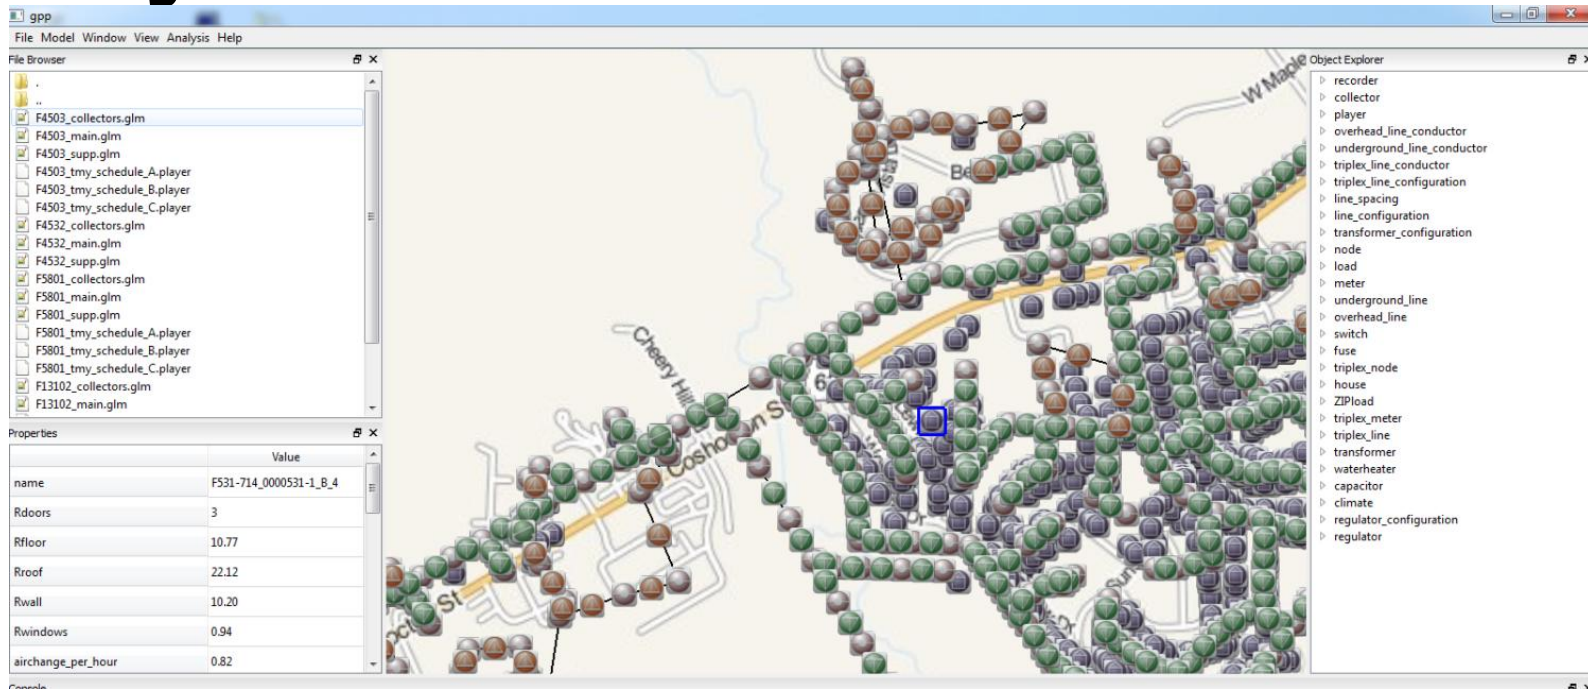 gpp
File Model Window View Analysis Help
File Browser
.
..
F4503_collectors.glm
F4503_main.glm
F4503_supp.glm
F4503_tmy_schedule_A.player
F4503_tmy_schedule_B.player
F4503_tmy_schedule_C.player
F4532_collectors.glm
F4532_main.glm
F4532_supp.glm
F5801_collectors.glm
F5801_main.glm
F5801_supp.glm
F5801_tmy_schedule_A.player
F5801_tmy_schedule_B.player
F5801_tmy_schedule_C.player
F13102_collectors.glm
F13102_main.glm
Properties
Value
name F531-714_0000531-1_B_4
Rdoors 3
Rfloor 10.77
Rroof 22.12
Rwall 10.20
Rwindows 0.94
airchange_per_hour 0.82
W Maple
Cheery Hill
St
Object Explorer
recorder
collector
player
overhead_line_conductor
underground_line_conductor
triplex_line_conductor
triplex_line_configuration
line_spacing
line_configuration
transformer_configuration
node
load
meter
underground_line
overhead_line
switch
fuse
triplex_node
house
ZIPload
triplex_meter
triplex_line
transformer
waterheater
capacitor
climate
regulator_configuration
regulator
Console